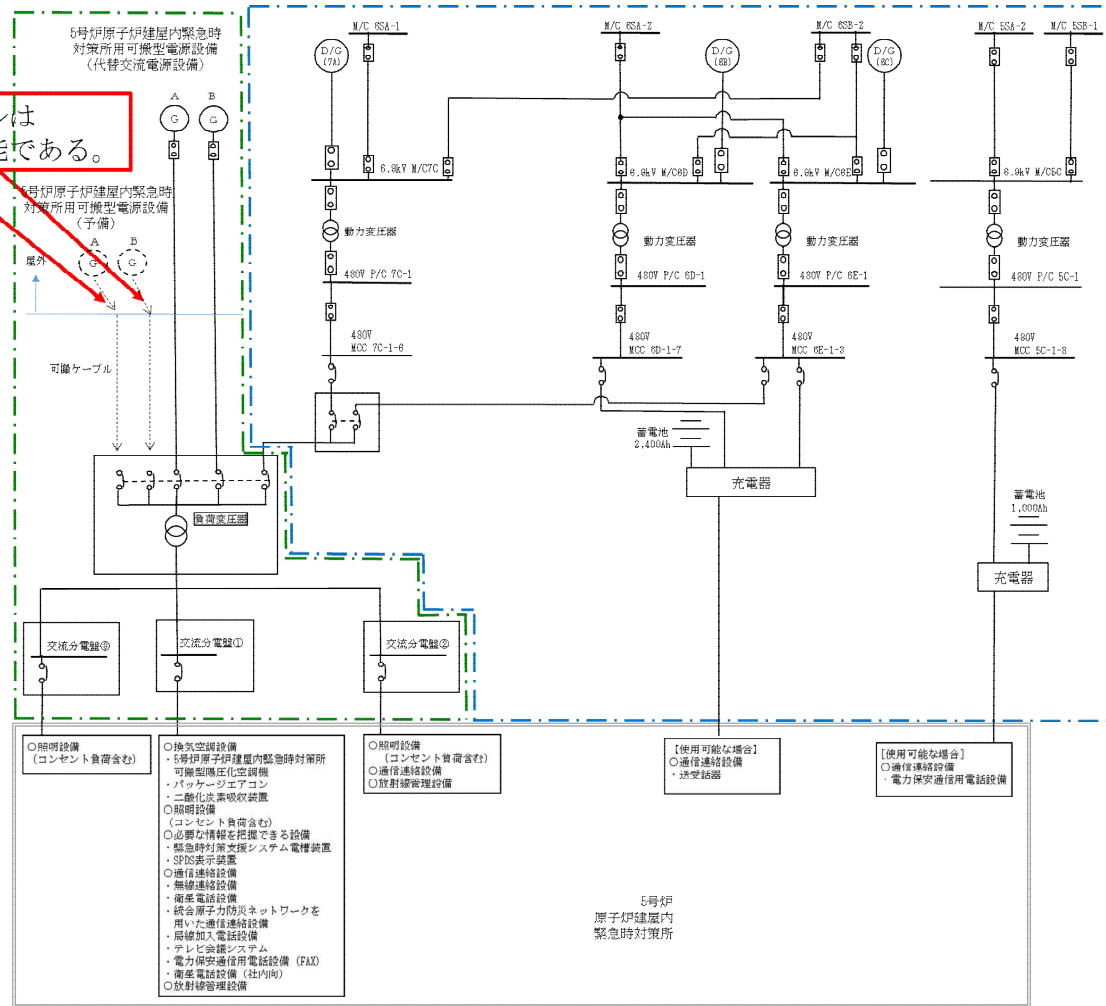 5号炉原子炉建屋内緊急時
対策所用可搬型電源設備
(代替交流電源設備)
A
B
G
G
ルは
能である。
5号炉原子炉建屋内緊急時
対策所用可搬型電源設備
(予備)
A
B
G
G
屋外
可搬ケーブル
負荷変圧器
M/C 6SA-1
M/C 6SA-2
M/C 6SB-2
M/C 5SA-2
M/C 5SB-1
D/G
(7A)
D/G
(6B)
D/G
(6C)
6.9kV M/C7C
6.9kV M/C6D
6.9kV M/C6E
6.9kV M/C5C
動力変圧器
動力変圧器
動力変圧器
動力変圧器
480V P/C 7C-1
480V P/C 6D-1
480V P/C 6E-1
480V P/C 5C-1
480V
MCC 7C-1-6
480V
MCC 6D-1-7
480V
MCC 6E-1-3
480V
MCC 5C-1-8
蓄電池
2,400Ah
充電器
蓄電池
1,000Ah
充電器
交流分電盤③
交流分電盤①
交流分電盤②
○照明設備
(コンセント負荷含む)
○換気空調設備
・5号炉原子炉建屋内緊急時対策所
可搬型陽圧化空調機
・パッケージエアコン
・二酸化炭素吸収装置
○照明設備
(コンセント負荷含む)
○必要な情報を把握できる設備
・緊急時対策支援システム電槽装置
・SPDS表示装置
○通信連絡設備
・無線連絡設備
・衛星電話設備
・統合原子力防災ネットワークを
用いた通信連絡設備
・局線加入電話設備
・テレビ会議システム
・電力保安通信用電話設備 (FAX)
・衛星電話設備 (社内向)
○放射線管理設備
○照明設備
(コンセント負荷含む)
○通信連絡設備
○放射線管理設備
[使用可能な場合]
○通信連絡設備
・送受話器
[使用可能な場合]
○通信連絡設備
・電力保安通信用電話設備
5号炉
原子炉建屋内
緊急時対策所